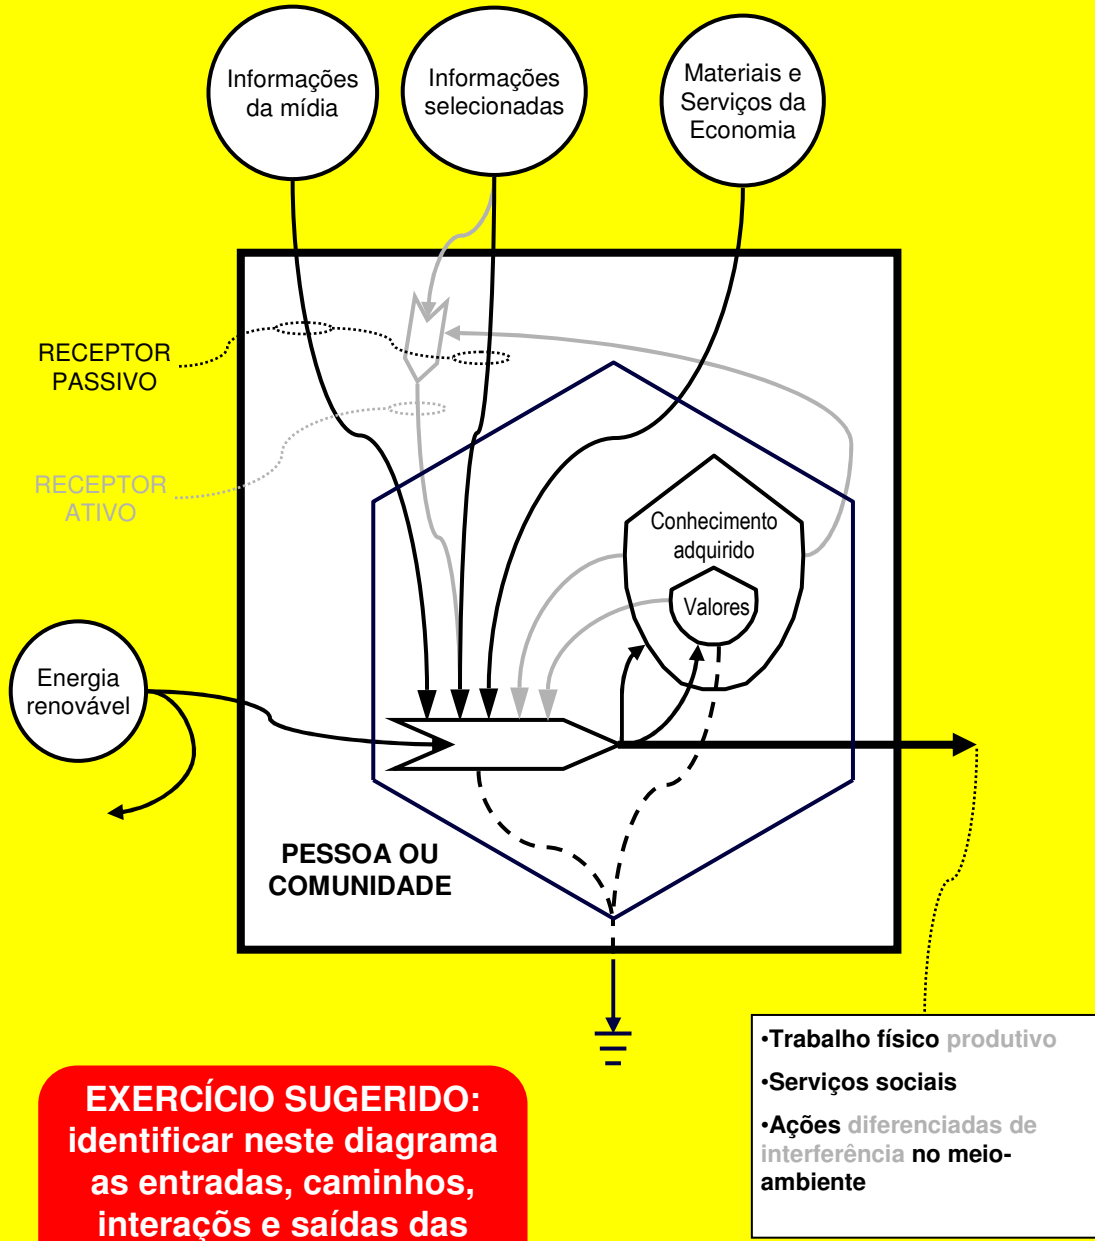 Informações
da mídia
Informações
selecionadas
Materiais e
Serviços da
Economia
RECEPTOR
PASSIVO
RECEPTOR
ATIVO
Conhecimento
adquirido
Valores
Energia
renovável
PESSOA OU
COMUNIDADE
•Trabalho físico produtivo
•Serviços sociais
•Ações diferenciadas de
interferência no meio-
ambiente
EXERCÍCIO SUGERIDO:
identificar neste diagrama
as entradas, caminhos,
interaçõs e saídas das